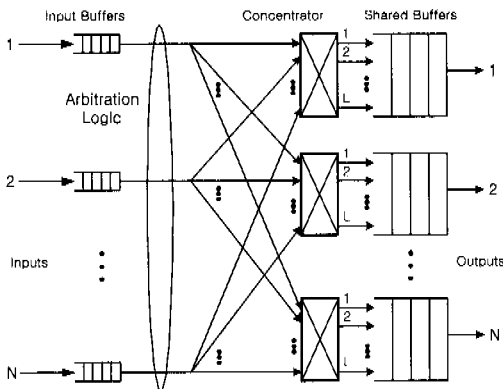 Input Buffers
Concentrator
Shared Buffers
1
1
2
L
1
Arbitration
Logic
2
1
2
L
2
Inputs
Outputs
1
2
L
N
N